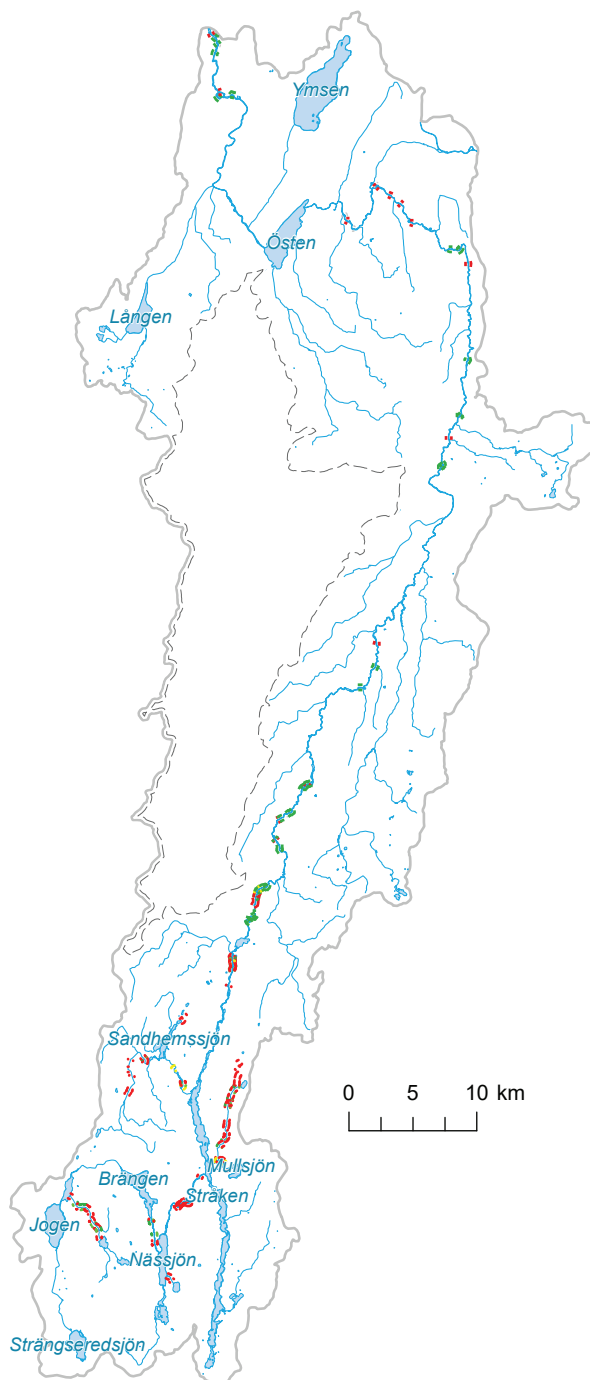 Ymsen
Östen
Lången
Sandhemssjön
0 5 10 km
Mullsjön
Brängen
Stråken
Jogen
Nässjön
Strängseredsjön